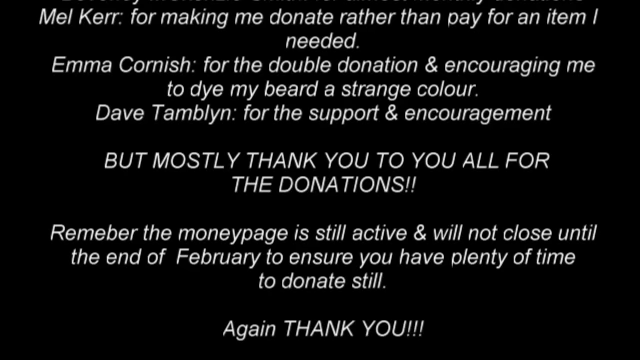 Mel Kerr: for making me donate rather than pay for an item I
needed.
Emma Cornish: for the double donation & encouraging me
to dye my beard a strange colour.
Dave Tamblyn: for the support & encouragement
BUT MOSTLY THANK YOU TO YOU ALL FOR
THE DONATIONS!!
Remeber the moneypage is still active & will not close until
the end of February to ensure you have plenty of time
to donate still.
Again THANK YOU!!!